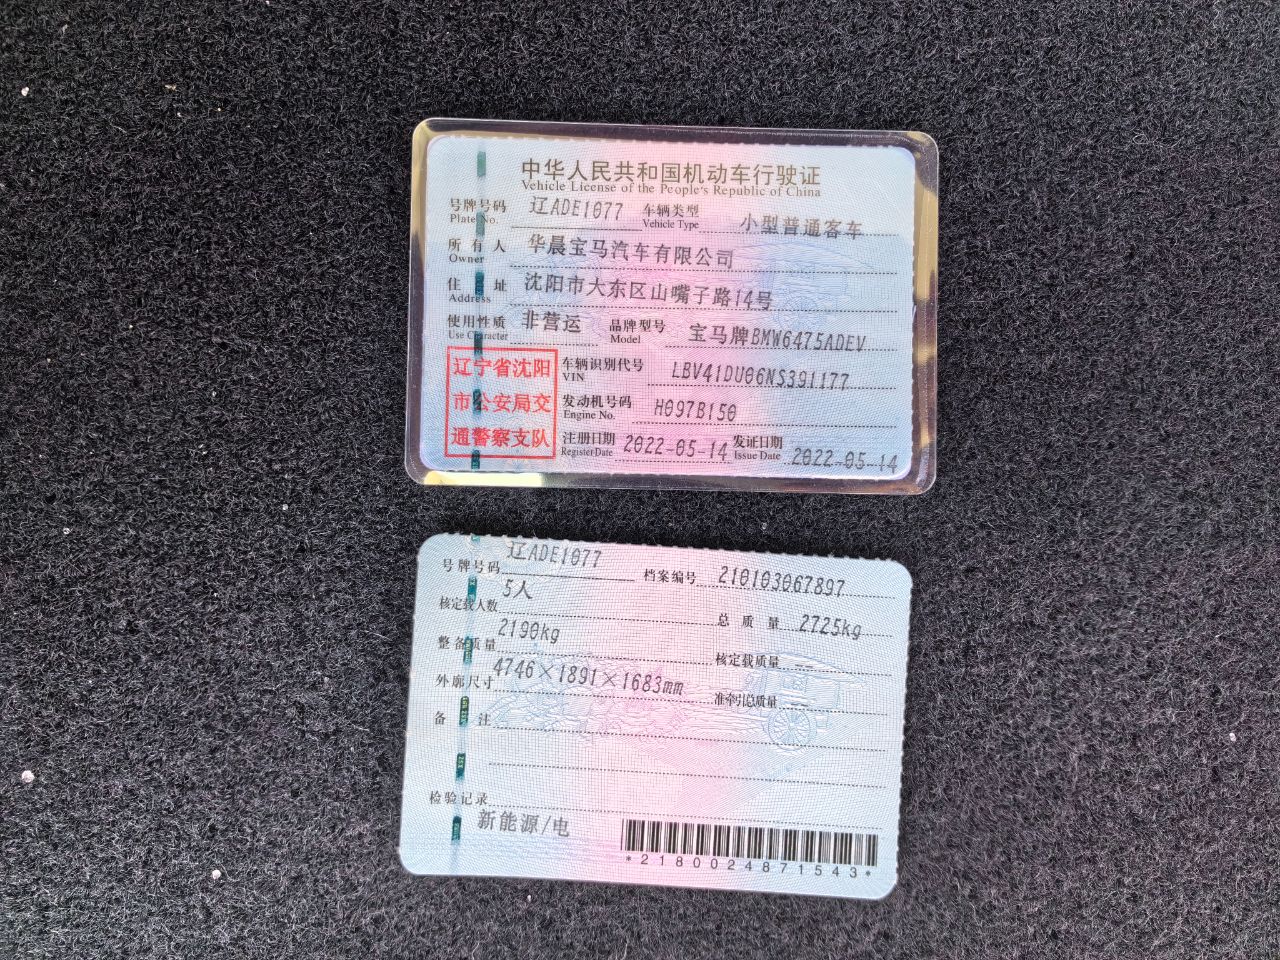 中华人民共和国机动车行驶证
Vehicle License of the People's Republic of China
号牌号码 辽ADE1077 车辆类型 小型普通客车
Plate No. Vehicle Type
所有人 华晨宝马汽车有限公司
Owner
住址 沈阳市大东区山嘴子路14号
Address
使用性质 非营运 品牌型号 宝马牌BMW6475ADEV
Use Character Model
辽宁省沈阳
市公安局交
通警察支队
车辆识别代号 LBV41DU06NS391177
VIN
发动机号码 H097B150
Engine No.
注册日期 2022-05-14 发证日期 2022-05-14
Register Date Issue Date
号牌号码 辽ADE1077 档案编号 210103067897
核定载人数 5人 总质量 2725kg
整备质量 2190kg 核定载质量 --
外廓尺寸 4746×1891×1683mm 准牵引总质量 --
备注
检验记录
新能源/电
*2180024871543*